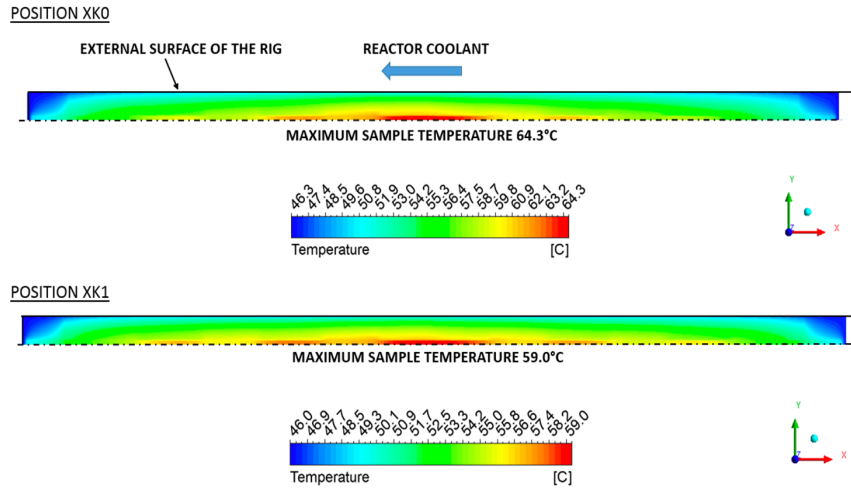 POSITION XK0
EXTERNAL SURFACE OF THE RIG
REACTOR COOLANT
MAXIMUM SAMPLE TEMPERATURE 64.3°C
46.3 47.4 48.5 49.6 50.8 51.9 53.0 54.2 55.3 56.4 57.5 58.7 59.8 60.9 62.1 63.2 64.3
Temperature [C]
Y
Z
X
POSITION XK1
MAXIMUM SAMPLE TEMPERATURE 59.0°C
46.0 46.9 47.7 48.5 49.3 50.1 50.9 51.7 52.5 53.3 54.2 55.0 55.8 56.6 57.4 58.2 59.0
Temperature [C]
Y
Z
X